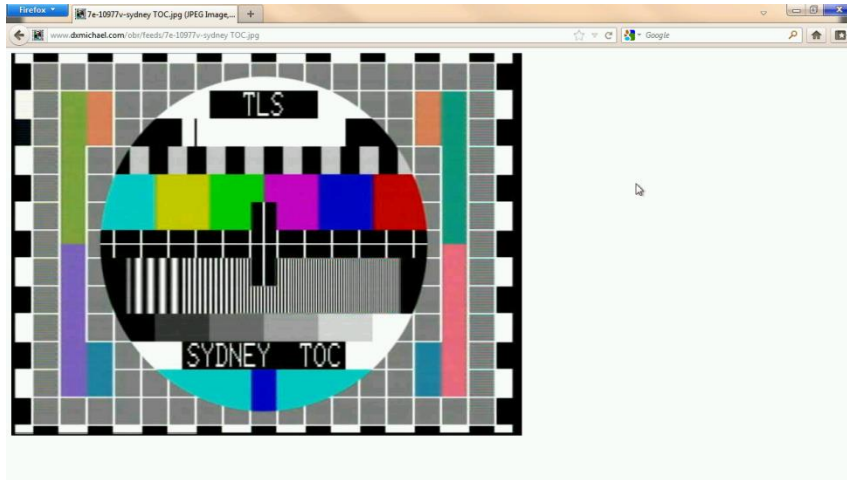 Firefox
7e-10977v-sydney TOC.jpg (JPEG Image,...
www.dxmichael.com/obr/feeds/7e-10977v-sydney TOC.jpg
Google
TLS
SYDNEY TOC